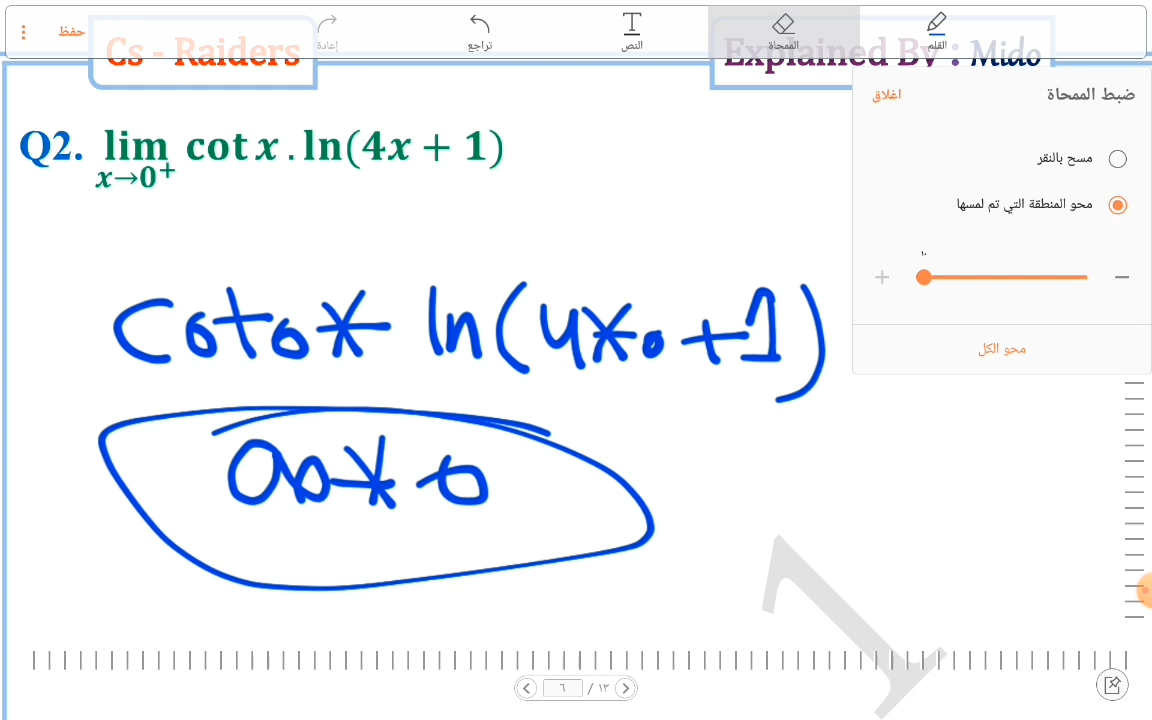 حفظ
إعادة
تراجع
النص
الممحاة
القلم
Cs - Raiders
Explained By : Mido
ضبط الممحاة
اغلاق
مسح بالنقر
محو المنطقة التي تم لمسها
١٠
محو الكل
Q2. lim x→0⁺ cot x . ln(4x + 1)
cot0 * ln(4*0+1)
∞*0
٦ / ١٣
1